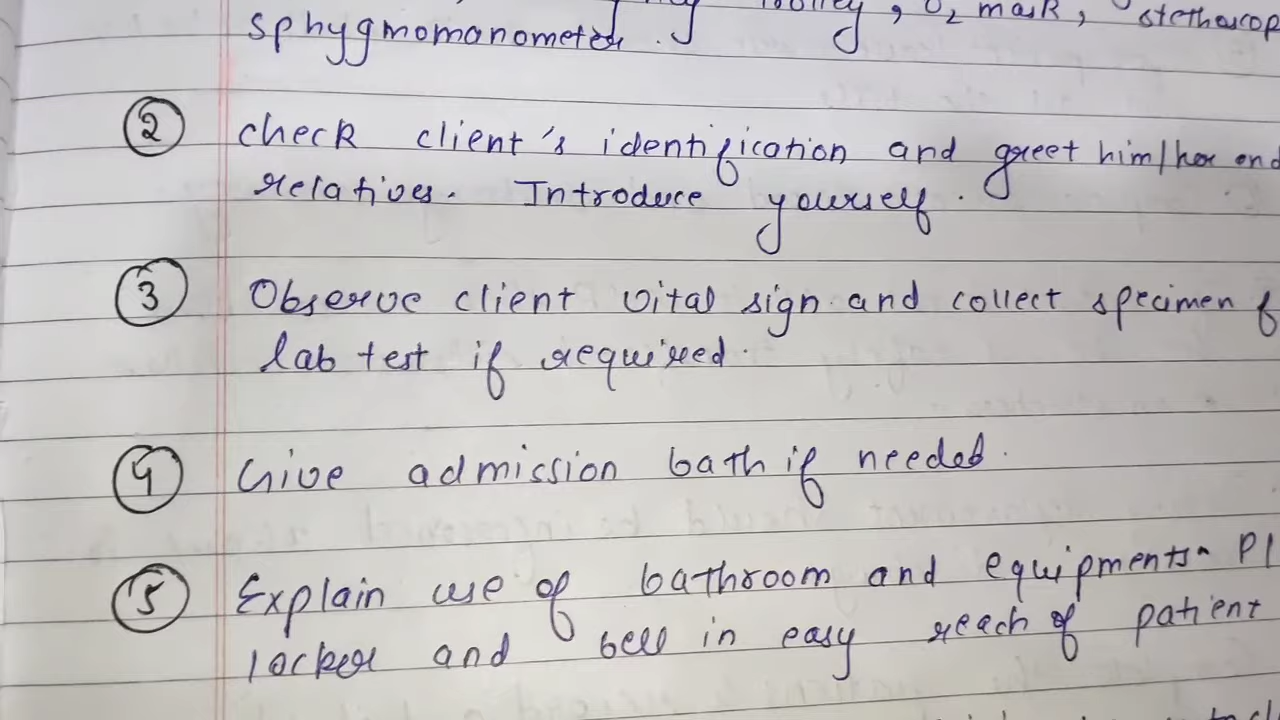 trolley, O2 mask, stethoscop
sphygmomanometer.
② check client's identification and greet him/her and
relatives. Introduce yourself.
③ Observe client vital sign and collect specimen f
lab test if required.
④ Give admission bath if needed.
⑤ Explain use of bathroom and equipments. Pl
locker and bell in easy reach of patient